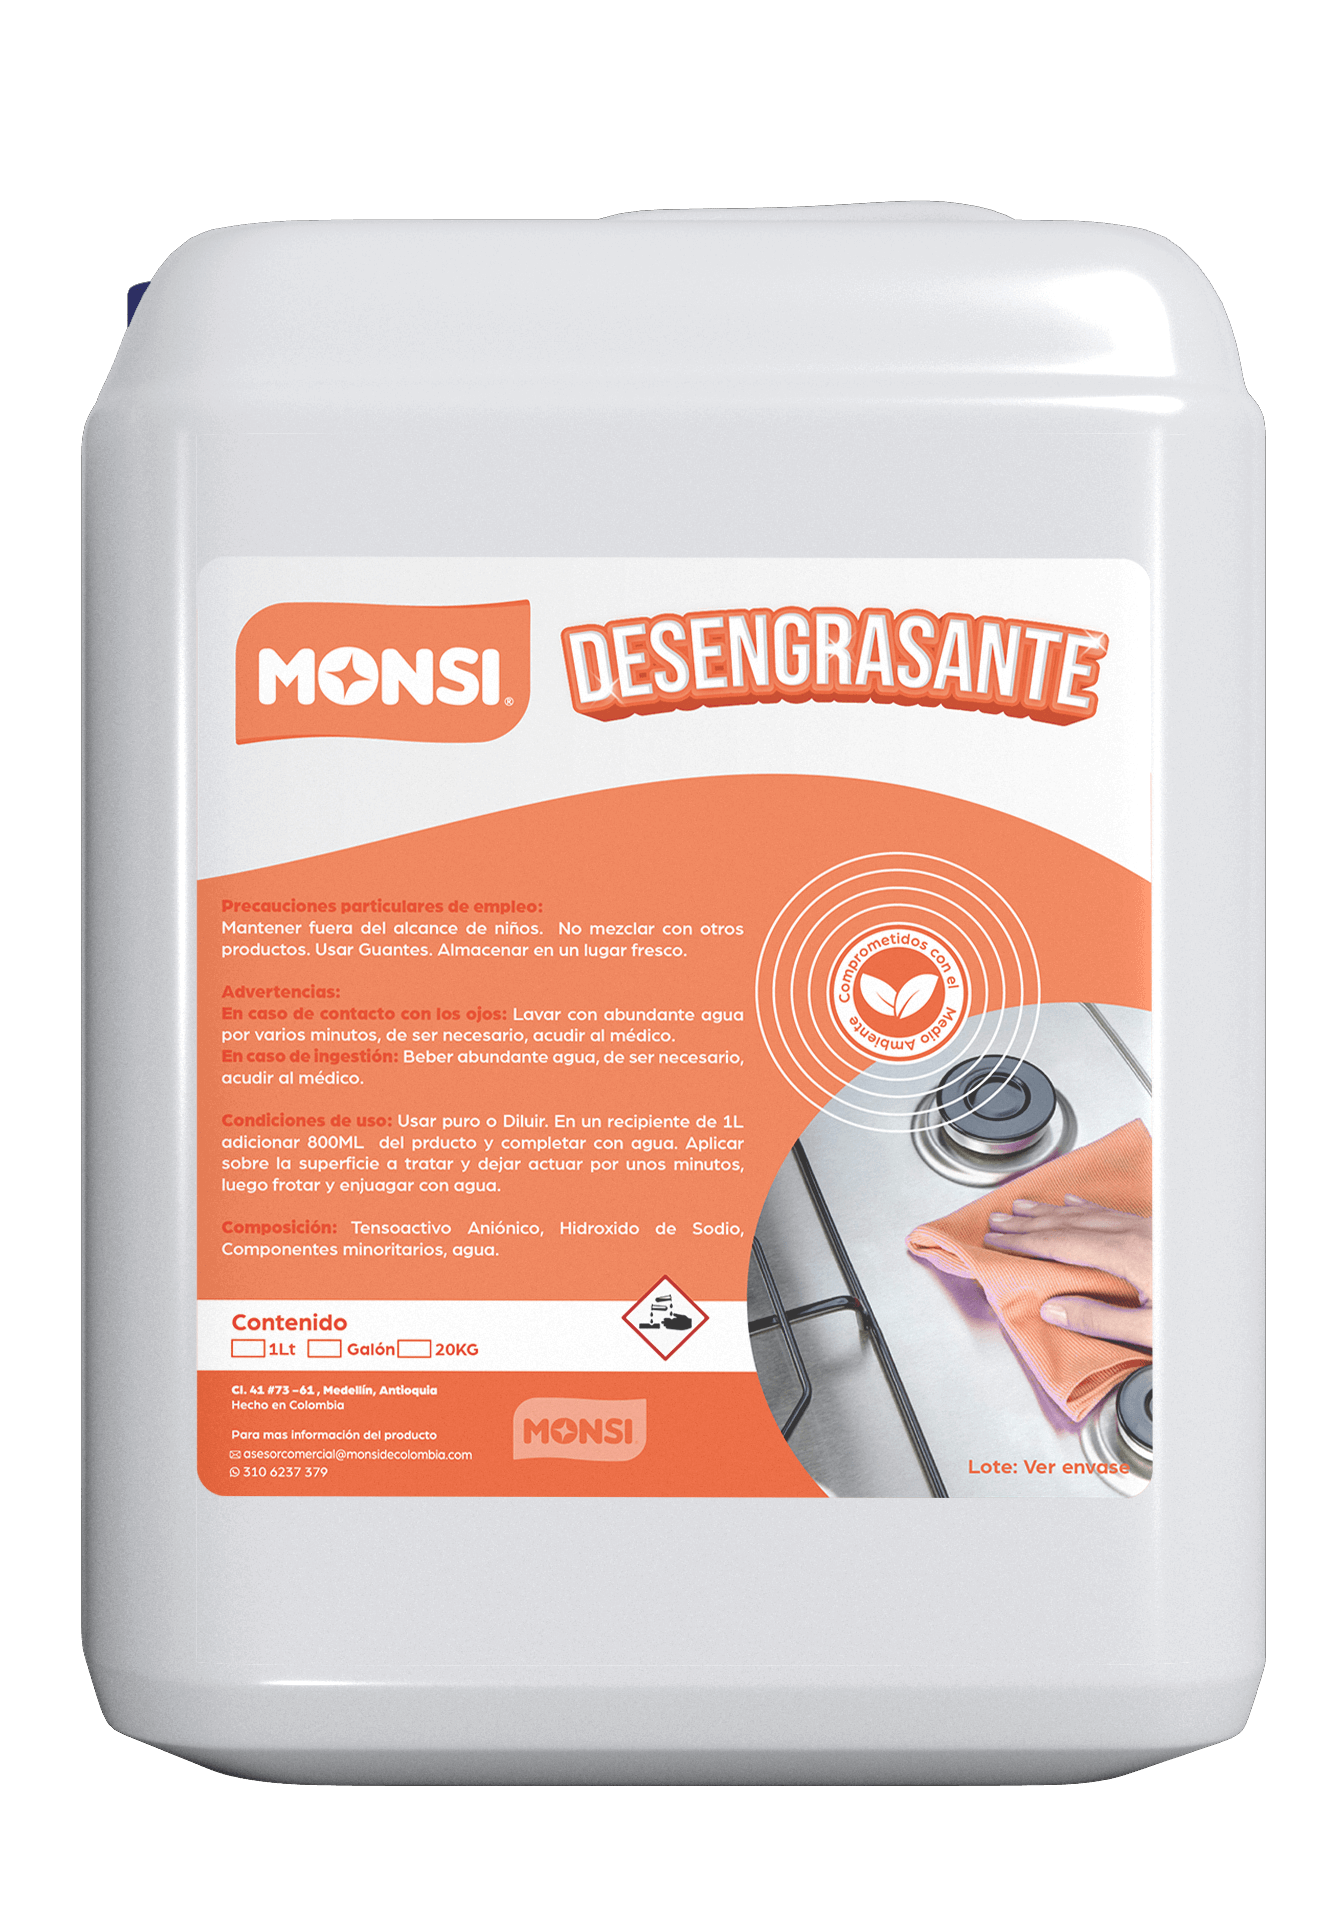 MONSI®
DESENGRASANTE
Precauciones particulares de empleo:
Mantener fuera del alcance de niños. No mezclar con otros
productos. Usar Guantes. Almacenar en un lugar fresco.
Advertencias:
En caso de contacto con los ojos: Lavar con abundante agua
por varios minutos, de ser necesario, acudir al médico.
En caso de ingestión: Beber abundante agua, de ser necesario,
acudir al médico.
Condiciones de uso: Usar puro o Diluir. En un recipiente de 1L
adicionar 800ML del prducto y completar con agua. Aplicar
sobre la superficie a tratar y dejar actuar por unos minutos,
luego frotar y enjuagar con agua.
Composición: Tensoactivo Aniónico, Hidroxido de Sodio,
Componentes minoritarios, agua.
Comprometidos con el
Medio Ambiente
Contenido
1Lt Galón 20KG
Cl. 41 #73 -61 , Medellín, Antioquia
Hecho en Colombia
Para mas información del producto
asesorcomercial@monsidecolombia.com
310 6237 379
MONSI
Lote: Ver envase